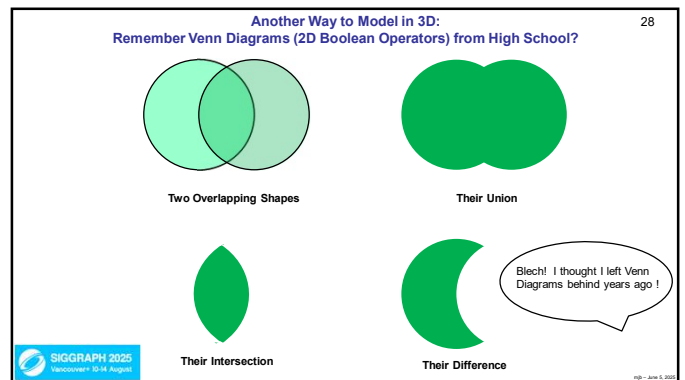 Another Way to Model in 3D:
28
Remember Venn Diagrams (2D Boolean Operators) from High School?
Two Overlapping Shapes
Their Union
Blech!  I thought I left Venn
Diagrams behind years ago !
Their Intersection
Their Difference
SIGGRAPH 2025
Vancouver+ 10-14 August
mjb – June 5, 2025